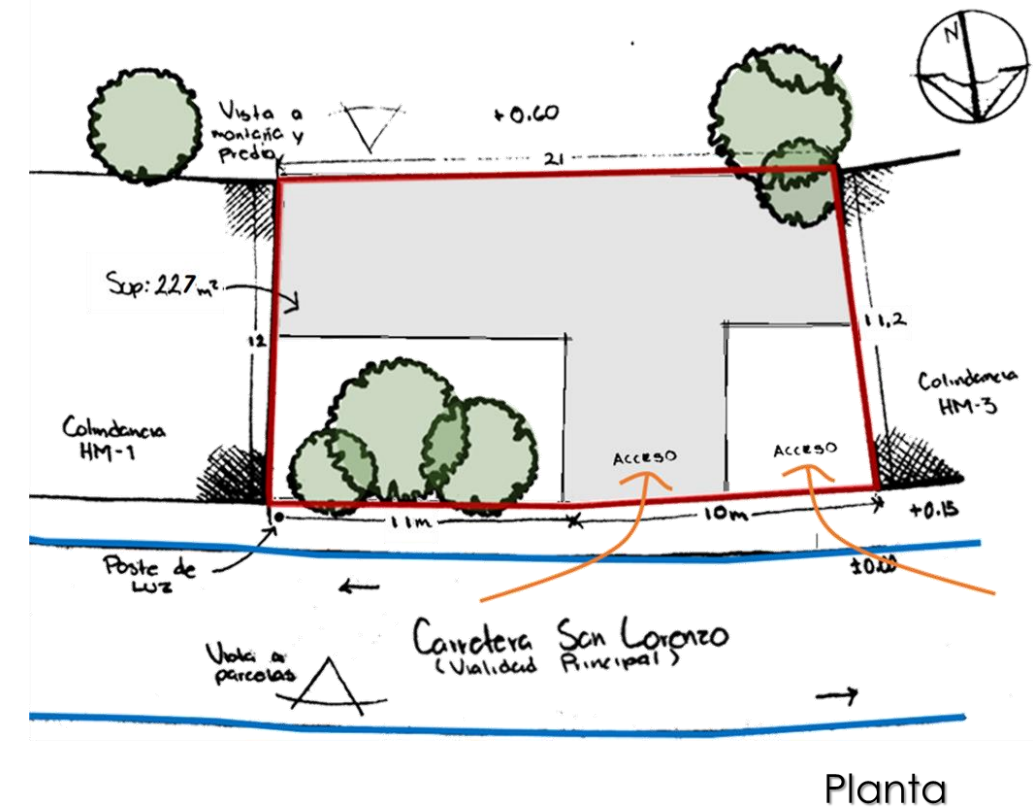 N
Vista a
montaña y
predio
+0.60
21
Sup: 227m²
12
11,2
Colindancia
HM-3
Colindancia
HM-1
Acceso
Acceso
11m
10m
+0.15
±0.00
Poste de
Luz
Carretera San Lorenzo
(Vialidad Principal)
Vista a
parcelas
Planta